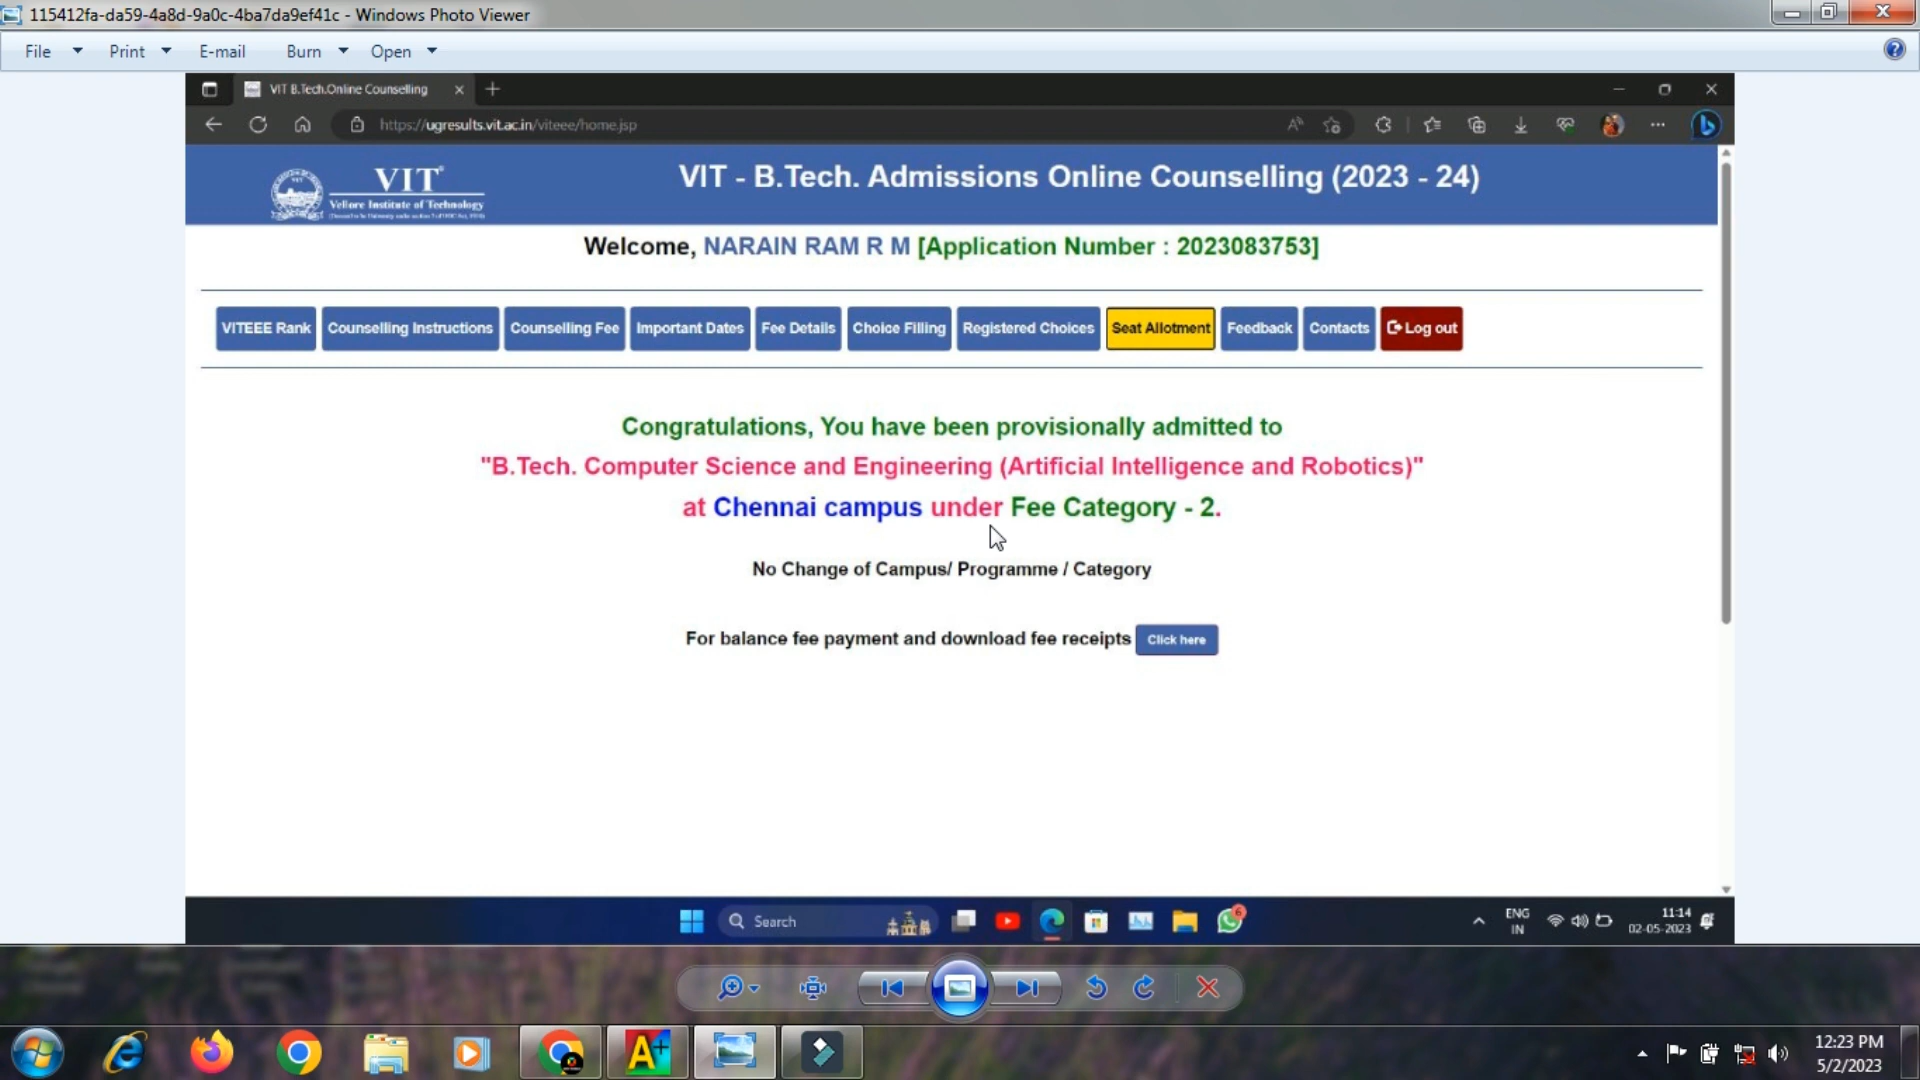 115412fa-da59-4a8d-9a0c-4ba7da9ef41c - Windows Photo Viewer
File Print E-mail Burn Open
VIT B.Tech.Online Counselling
https://ugresults.vit.ac.in/viteee/home.jsp
VIT
Vellore Institute of Technology
VIT - B.Tech. Admissions Online Counselling (2023 - 24)
Welcome, NARAIN RAM R M [Application Number : 2023083753]
VITEEE Rank Counselling Instructions Counselling Fee Important Dates Fee Details Choice Filling Registered Choices Seat Allotment Feedback Contacts Log out
Congratulations, You have been provisionally admitted to
"B.Tech. Computer Science and Engineering (Artificial Intelligence and Robotics)"
at Chennai campus under Fee Category - 2.
No Change of Campus/ Programme / Category
For balance fee payment and download fee receipts Click here
Search
ENG
IN
11:14
02-05-2023
12:23 PM
5/2/2023